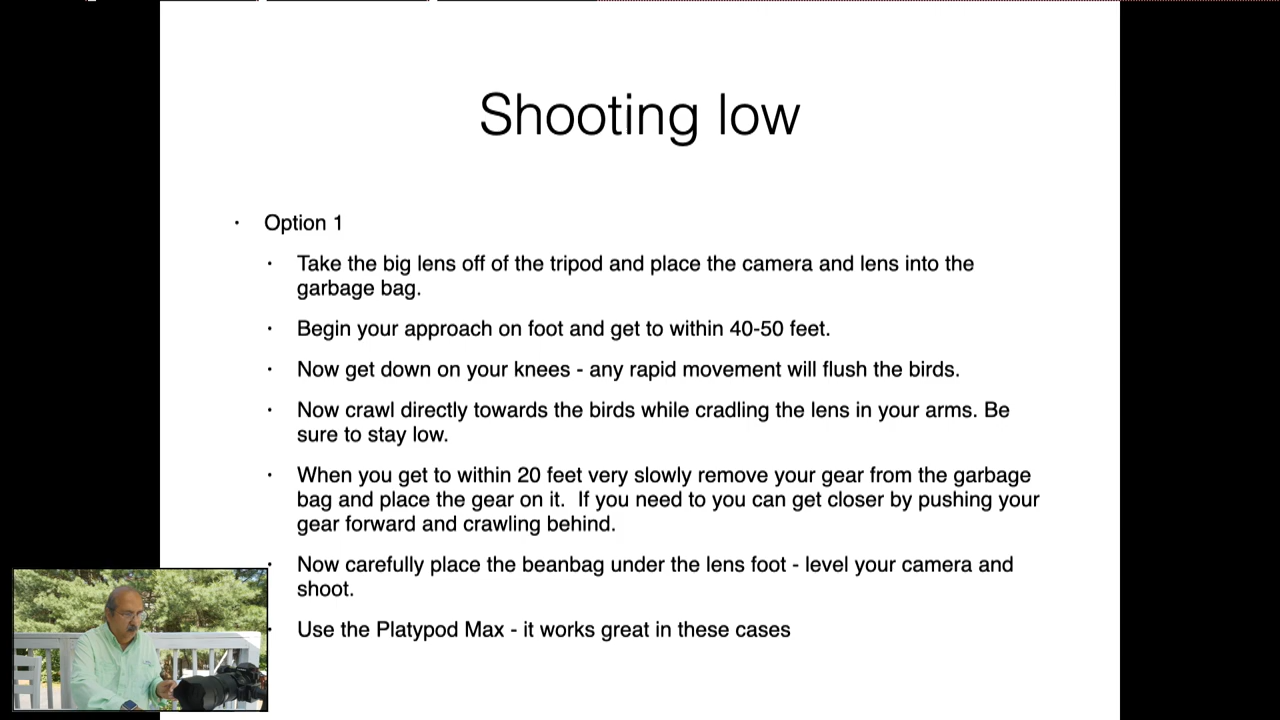 Shooting low
• Option 1
• Take the big lens off of the tripod and place the camera and lens into the
garbage bag.
• Begin your approach on foot and get to within 40-50 feet.
• Now get down on your knees - any rapid movement will flush the birds.
• Now crawl directly towards the birds while cradling the lens in your arms. Be
sure to stay low.
• When you get to within 20 feet very slowly remove your gear from the garbage
bag and place the gear on it.  If you need to you can get closer by pushing your
gear forward and crawling behind.
• Now carefully place the beanbag under the lens foot - level your camera and
shoot.
• Use the Platypod Max - it works great in these cases